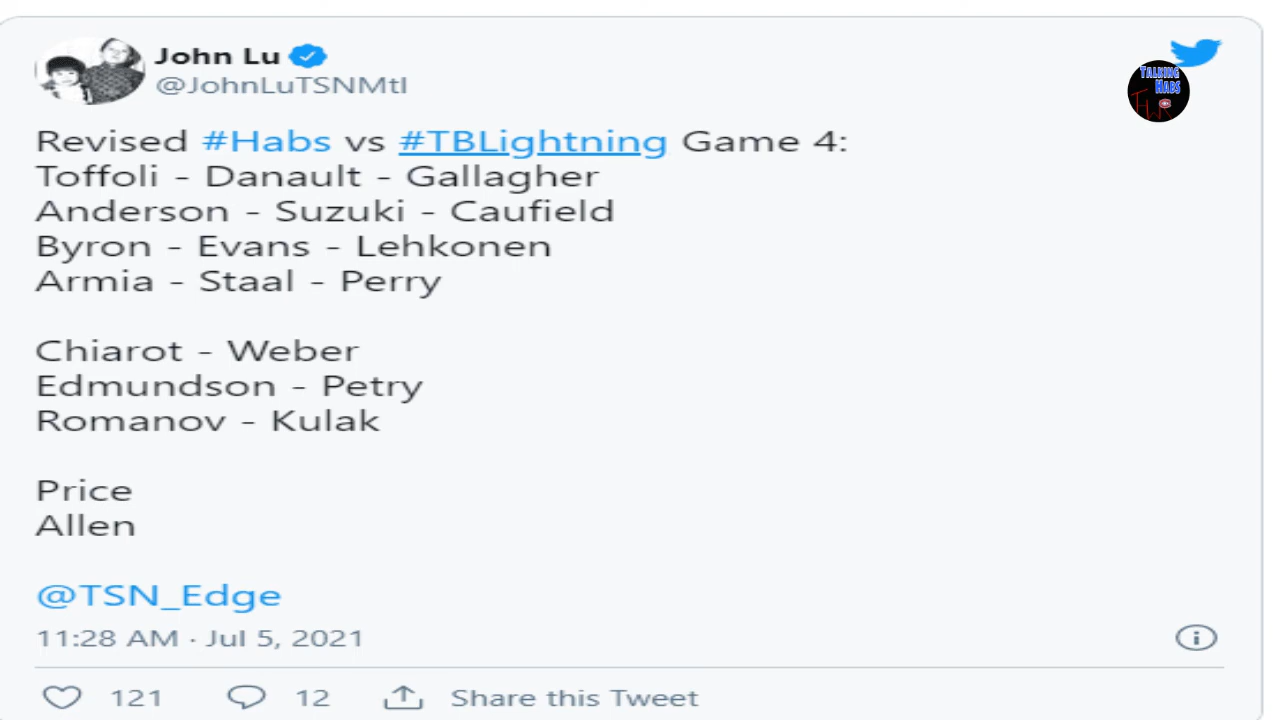 John Lu
@JohnLuTSNMtl
TALKING
HABS
Revised #Habs vs #TBLightning Game 4:
Toffoli - Danault - Gallagher
Anderson - Suzuki - Caufield
Byron - Evans - Lehkonen
Armia - Staal - Perry
Chiarot - Weber
Edmundson - Petry
Romanov - Kulak
Price
Allen
@TSN_Edge
11:28 AM · Jul 5, 2021
121 12 Share this Tweet